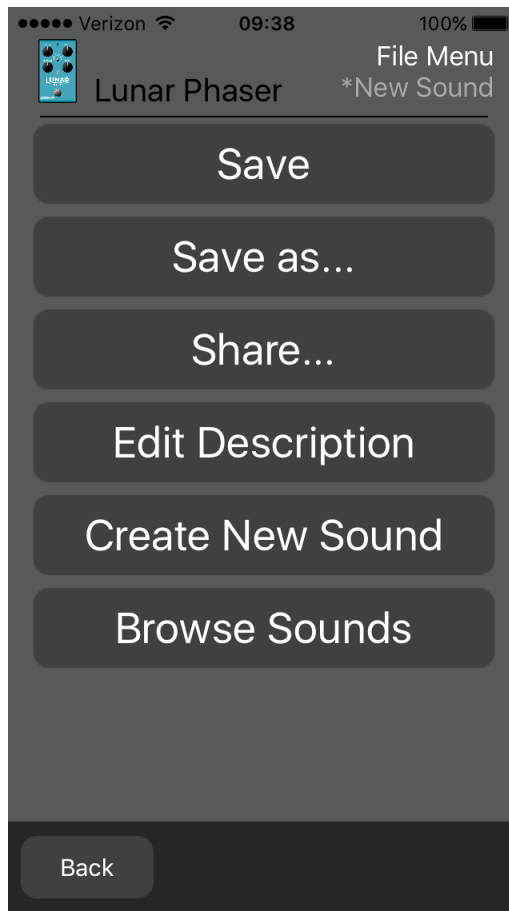 ●●●●● Verizon 09:38 100%
LUNAR
File Menu
Lunar Phaser
*New Sound
Save
Save as...
Share...
Edit Description
Create New Sound
Browse Sounds
Back